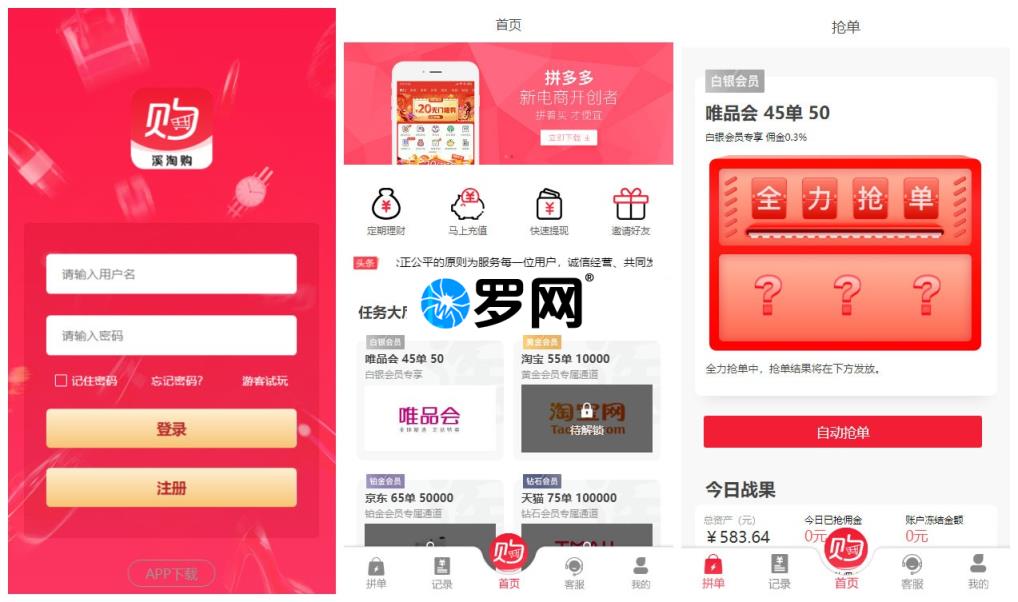 购
溪淘购
请输入用户名
请输入密码
记住密码 忘记密码? 游客试玩
登录
注册
APP下载
首页
拼多多
新电商开创者
拼着买 才便宜
立即下载
定期理财 马上充值 快速提现 邀请好友
头条 公正公平的原则为服务每一位用户，诚信经营、共同发
罗网®
任务大厅
白银会员
唯品会 45单 50
白银会员专享
唯品会
黄金会员
淘宝 55单 10000
黄金会员专属通道
淘宝网
待解锁
铂金会员
京东 65单 50000
铂金会员专属通道
钻石会员
天猫 75单 100000
钻石会员专属通道
购
拼单 记录 首页 客服 我的
抢单
白银会员
唯品会 45单 50
白银会员专享 佣金0.3%
全力抢单
? ? ?
全力抢单中，抢单结果将在下方发放。
自动抢单
今日战果
总资产（元） 今日已抢佣金 账户冻结金额
¥583.64 0元 0元
购
拼单 记录 首页 客服 我的